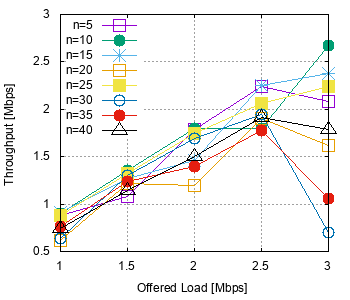 3
2.5
2
1.5
1
0.5
Throughput [Mbps]
n=5
n=10
n=15
n=20
n=25
n=30
n=35
n=40
1
1.5
2
2.5
3
Offered Load [Mbps]